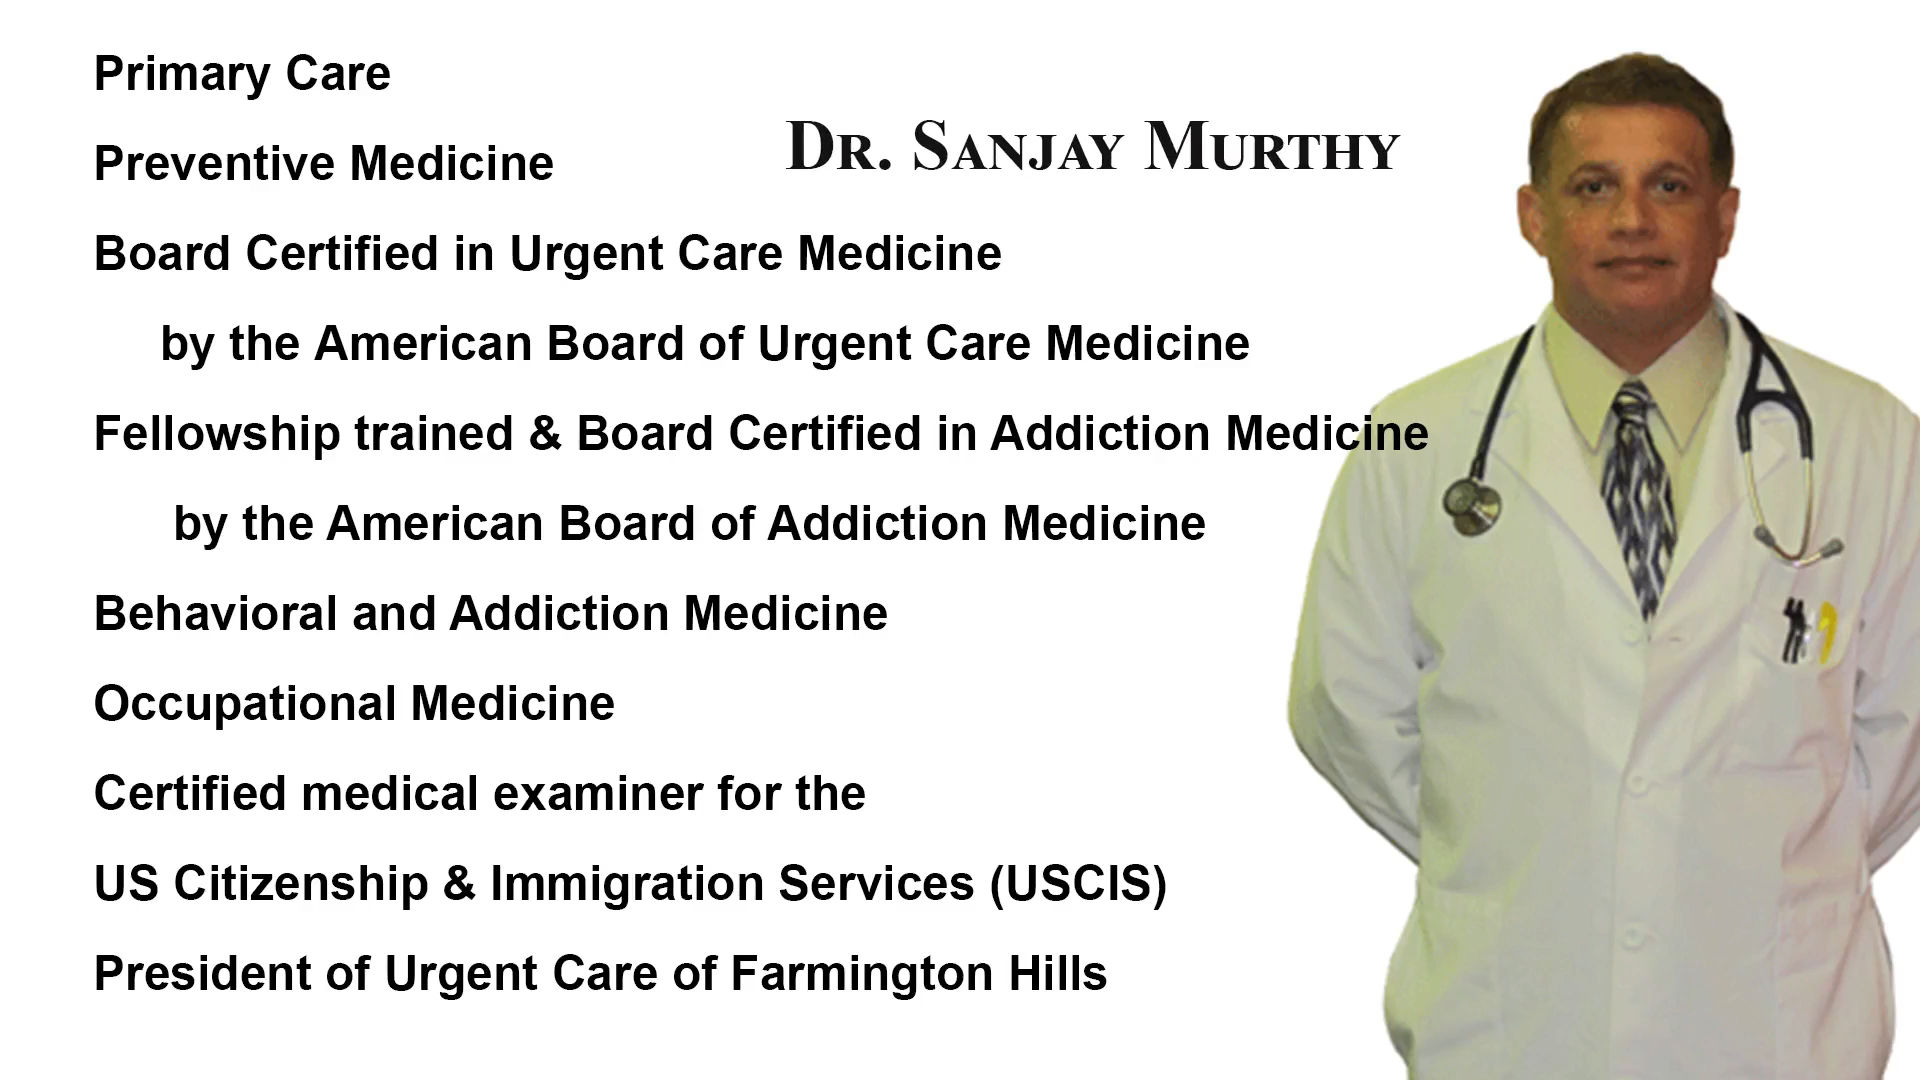 Primary Care
Dr. Sanjay Murthy
Preventive Medicine
Board Certified in Urgent Care Medicine
by the American Board of Urgent Care Medicine
Fellowship trained & Board Certified in Addiction Medicine
by the American Board of Addiction Medicine
Behavioral and Addiction Medicine
Occupational Medicine
Certified medical examiner for the
US Citizenship & Immigration Services (USCIS)
President of Urgent Care of Farmington Hills